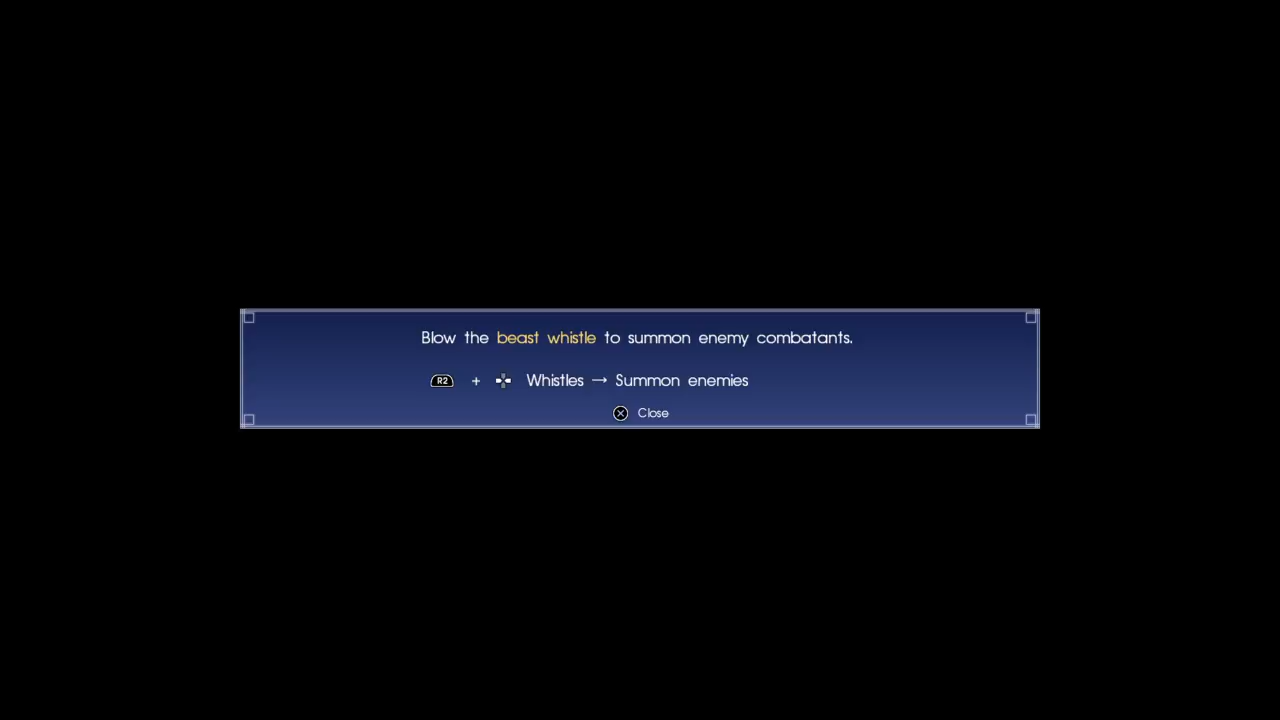 Blow the beast whistle to summon enemy combatants.
R2 + Whistles → Summon enemies
Close